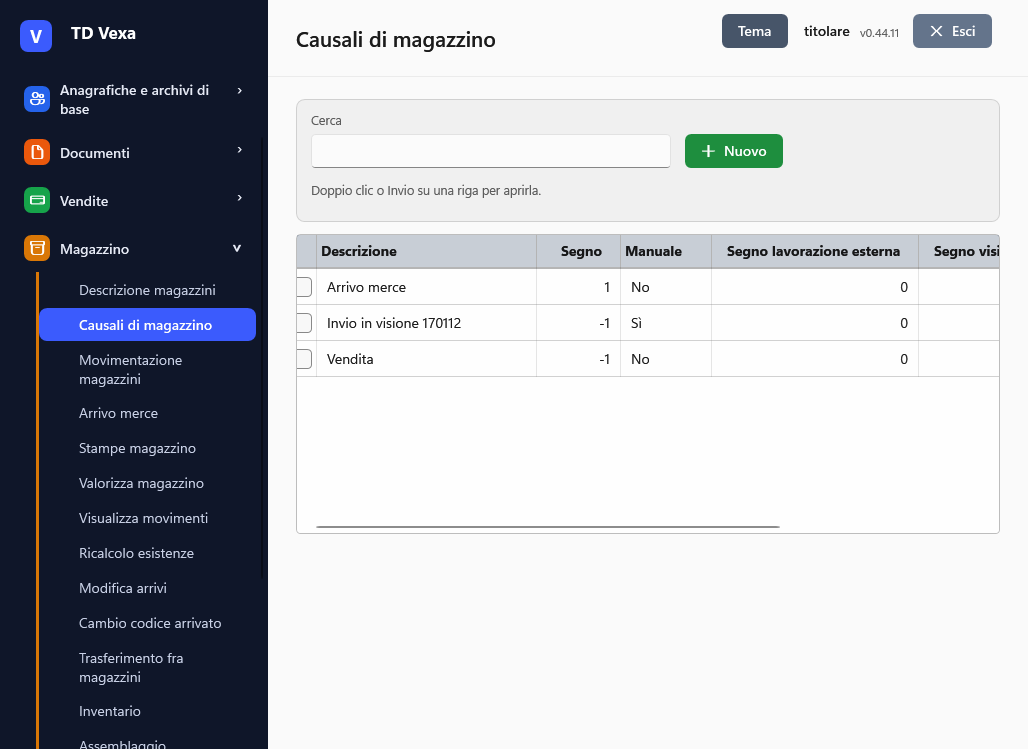 V
TD Vexa
Anagrafiche e archivi di
base
Documenti
Vendite
Magazzino
Descrizione magazzini
Causali di magazzino
Movimentazione
magazzini
Arrivo merce
Stampe magazzino
Valorizza magazzino
Visualizza movimenti
Ricalcolo esistenze
Modifica arrivi
Cambio codice arrivato
Trasferimento fra
magazzini
Inventario
Assemblaggio
Causali di magazzino
Tema titolare v0.44.11 Esci
Cerca
Nuovo
Doppio clic o Invio su una riga per aprirla.
Descrizione Segno Manuale Segno lavorazione esterna Segno visi
Arrivo merce 1 No 0
Invio in visione 170112 -1 Sì 0
Vendita -1 No 0